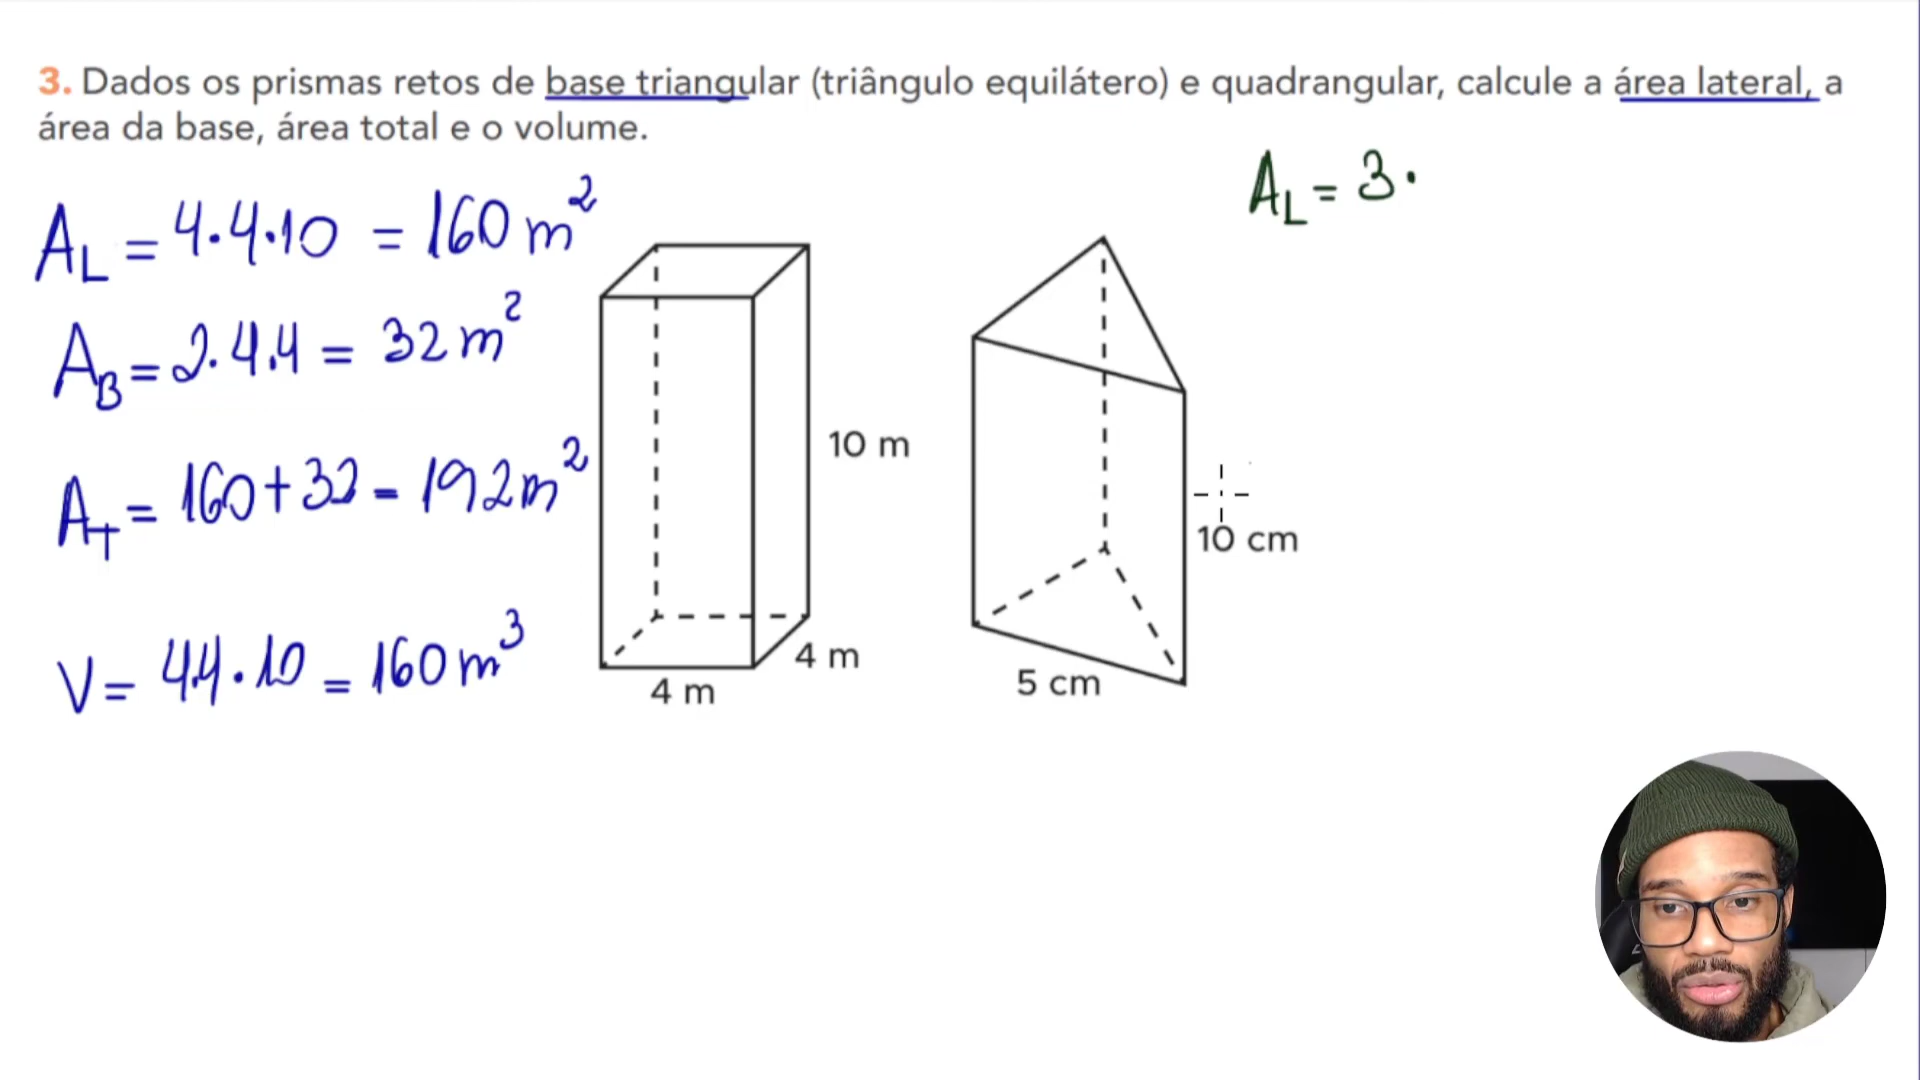 3. Dados os prismas retos de base triangular (triângulo equilátero) e quadrangular, calcule a área lateral, a
área da base, área total e o volume.
A_L = 4.4.10 = 160 m²
A_B = 2.4.4 = 32 m²
A_T = 160+32 = 192m²
V = 4.4.10 = 160 m³
10 m
4 m
4 m
A_L = 3.
10 cm
5 cm